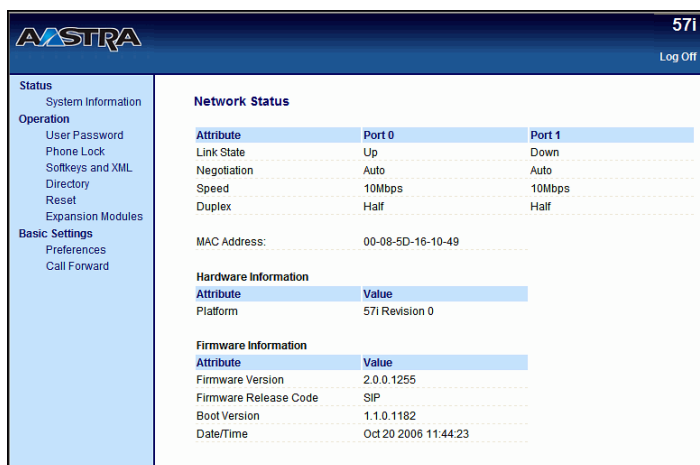 AASTRA
57i
Log Off
Status
System Information
Operation
User Password
Phone Lock
Softkeys and XML
Directory
Reset
Expansion Modules
Basic Settings
Preferences
Call Forward
Network Status
Attribute Port 0 Port 1
Link State Up Down
Negotiation Auto Auto
Speed 10Mbps 10Mbps
Duplex Half Half
MAC Address: 00-08-5D-16-10-49
Hardware Information
Attribute Value
Platform 57i Revision 0
Firmware Information
Attribute Value
Firmware Version 2.0.0.1255
Firmware Release Code SIP
Boot Version 1.1.0.1182
Date/Time Oct 20 2006 11:44:23